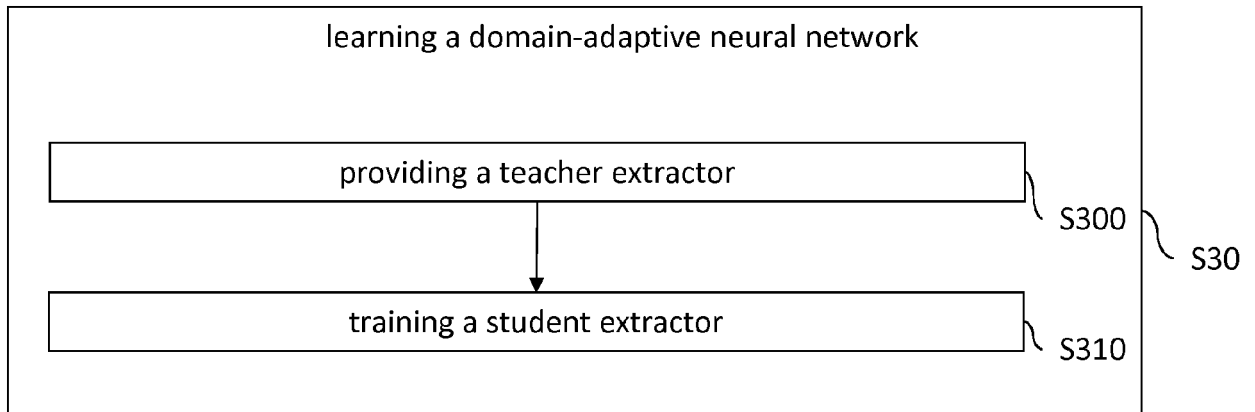 learning a domain-adaptive neural network
providing a teacher extractor
S300
S30
training a student extractor
S310